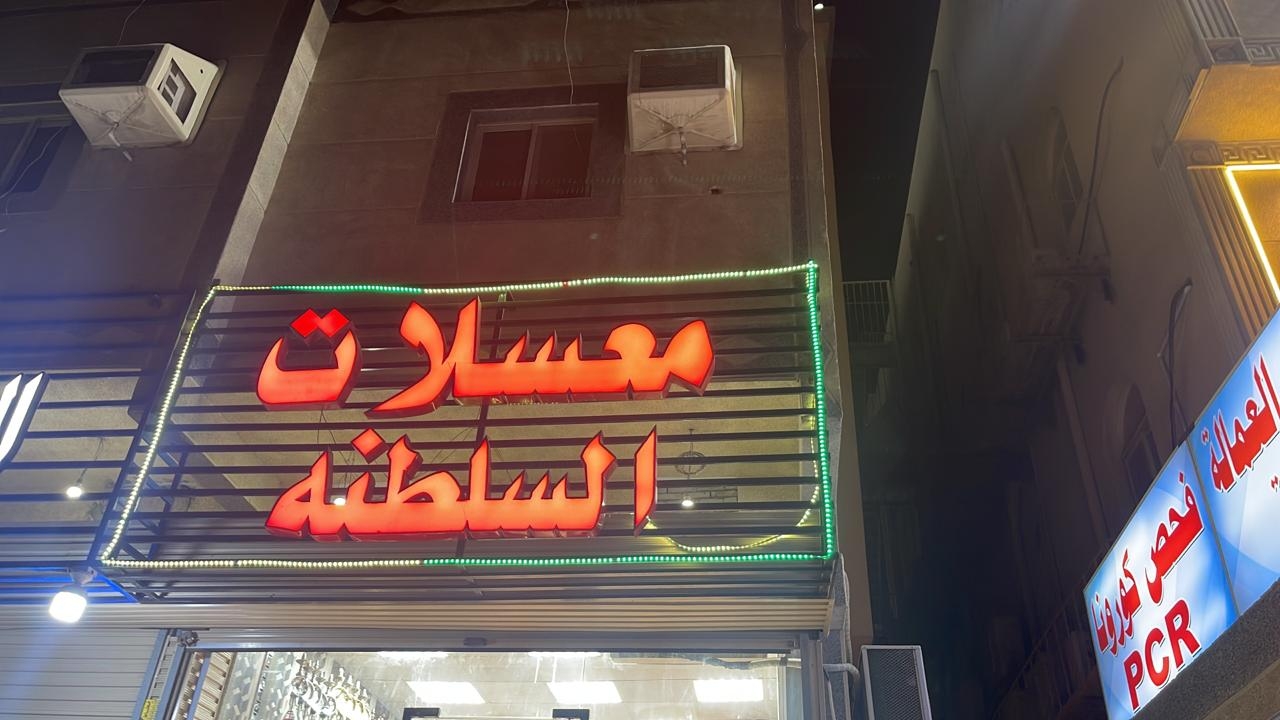 معسلات
السلطنه
العمالة
فحص كورونا
PCR